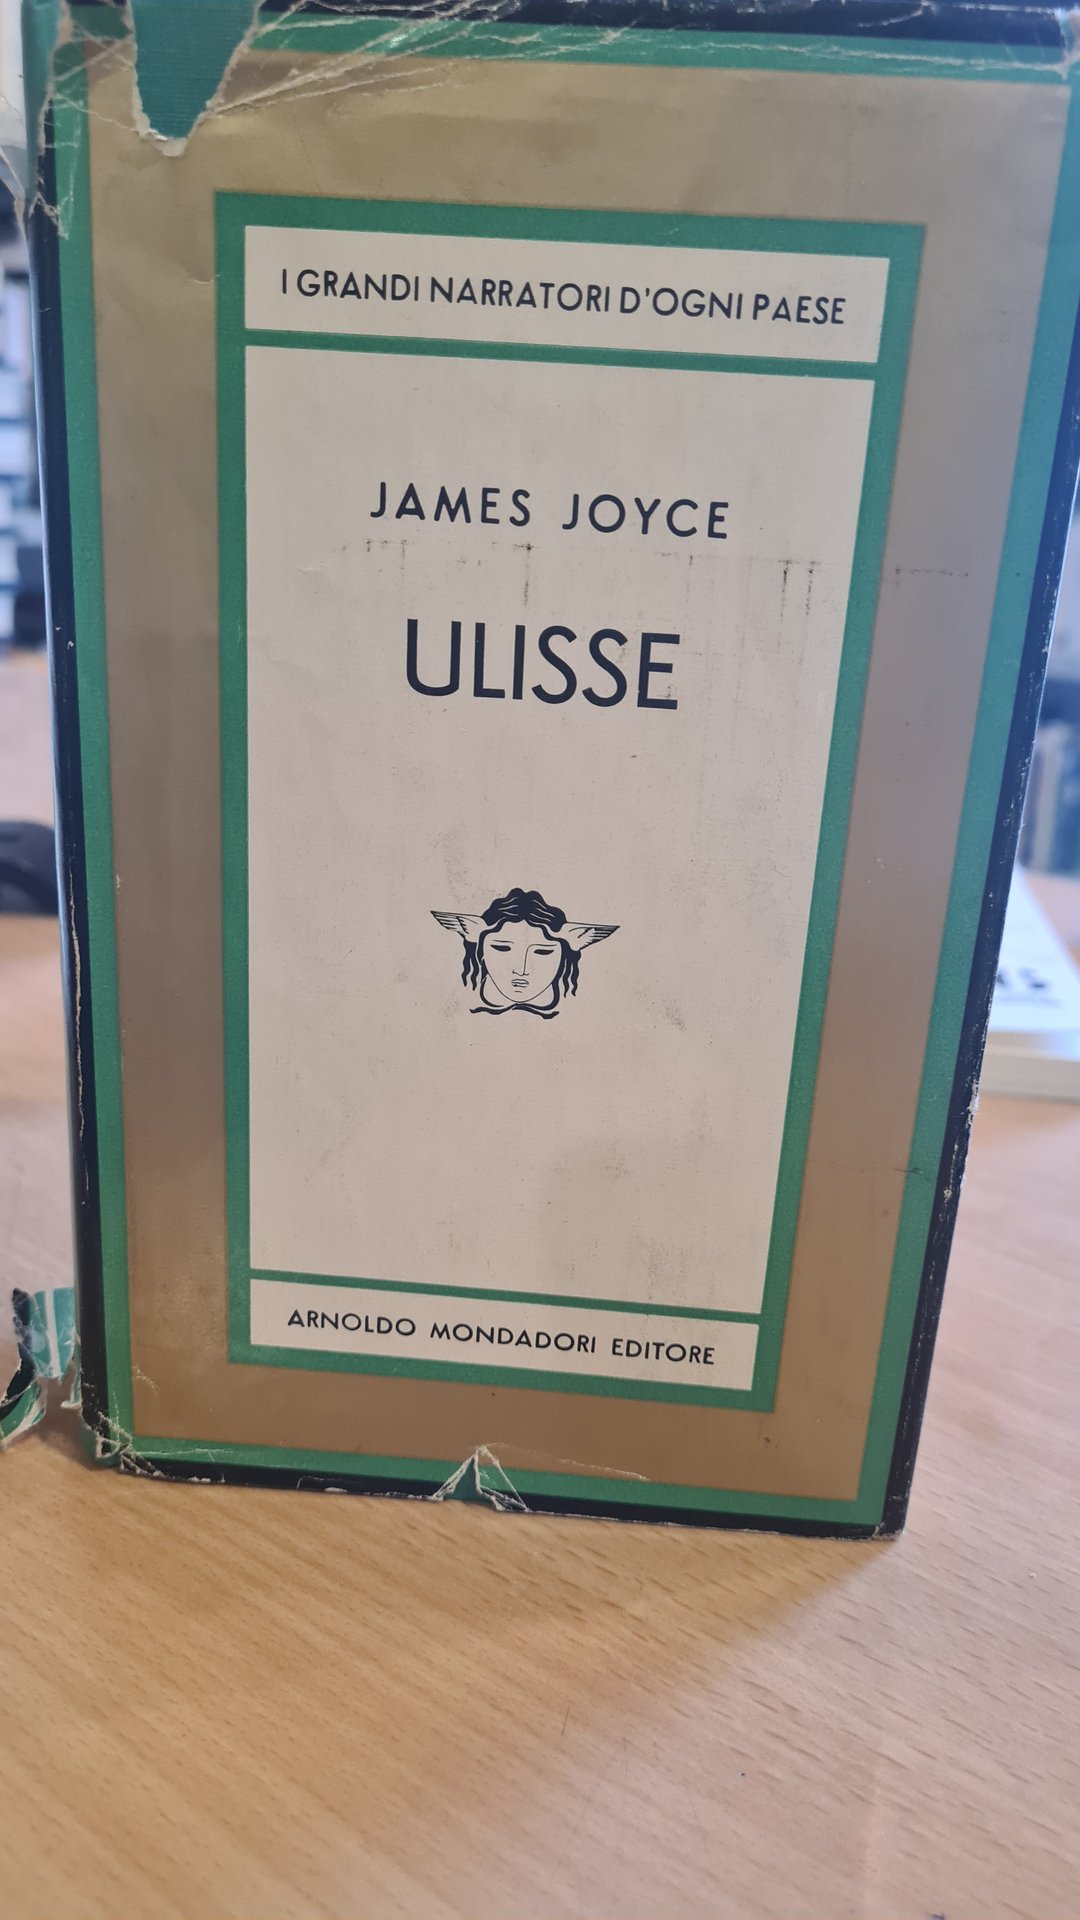 I GRANDI NARRATORI D'OGNI PAESE
JAMES JOYCE
ULISSE
ARNOLDO MONDADORI EDITORE